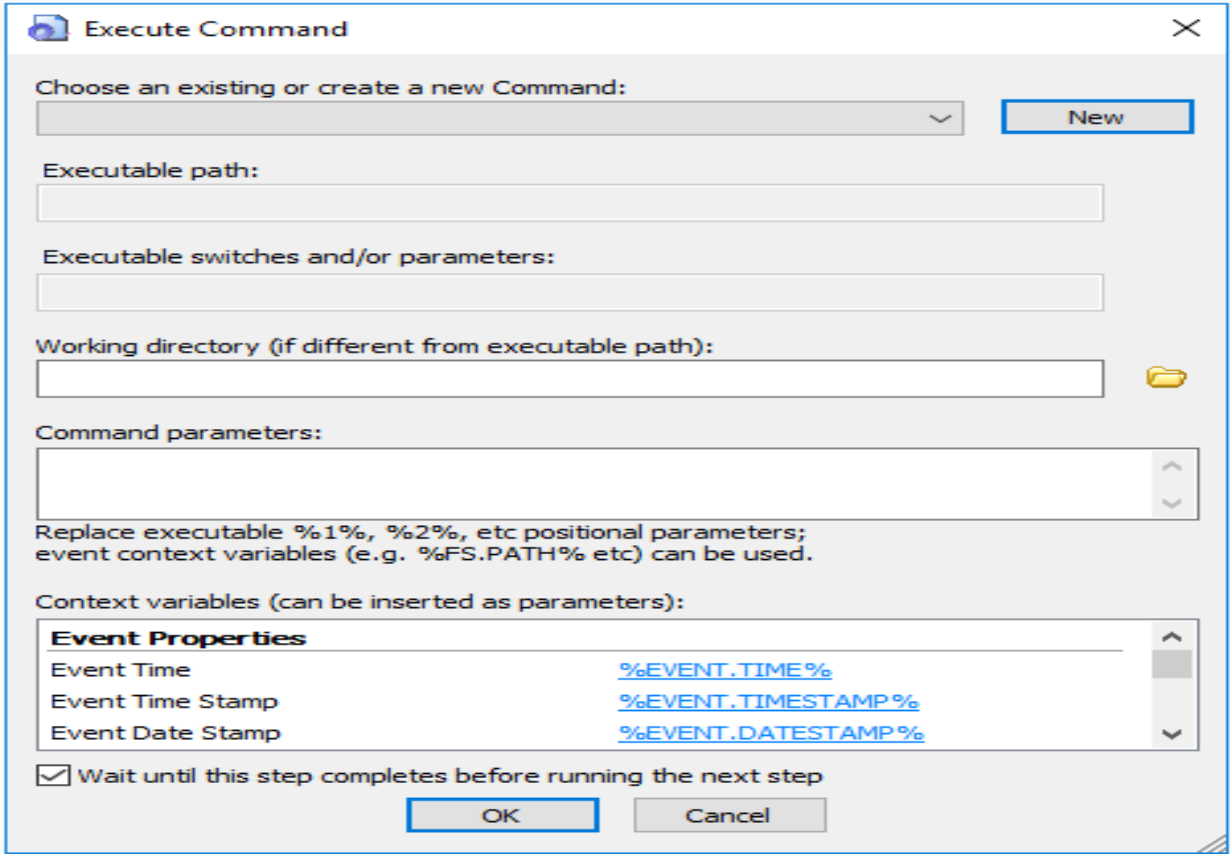 Execute Command
Choose an existing or create a new Command:
New
Executable path:
Executable switches and/or parameters:
Working directory (if different from executable path):
Command parameters:
Replace executable %1%, %2%, etc positional parameters;
event context variables (e.g. %FS.PATH% etc) can be used.
Context variables (can be inserted as parameters):
Event Properties
Event Time %EVENT.TIME%
Event Time Stamp %EVENT.TIMESTAMP%
Event Date Stamp %EVENT.DATESTAMP%
Wait until this step completes before running the next step
OK Cancel